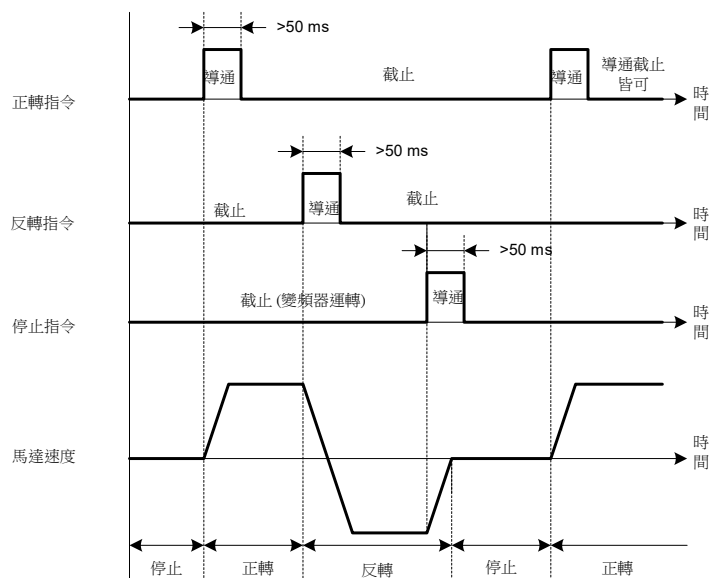 >50 ms
導通
截止
導通
導通截止
皆可
正轉指令
時
間
>50 ms
截止
導通
截止
反轉指令
時
間
>50 ms
截止 (變頻器運轉)
導通
停止指令
時
間
馬達速度
時
間
停止
正轉
反轉
停止
正轉